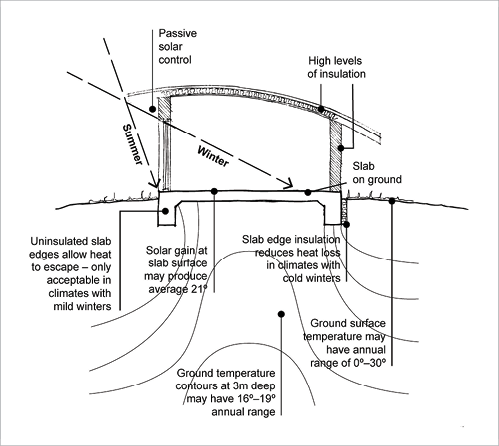 Passive
solar
control
High levels
of insulation
Summer
Winter
Slab
on ground
Uninsulated slab
edges allow heat
to escape – only
acceptable in
climates with
mild winters
Solar gain at
slab surface
may produce
average 21º
Slab edge insulation
reduces heat loss
in climates with
cold winters
Ground surface
temperature may
have annual
range of 0º–30º
Ground temperature
contours at 3m deep
may have 16º–19º
annual range